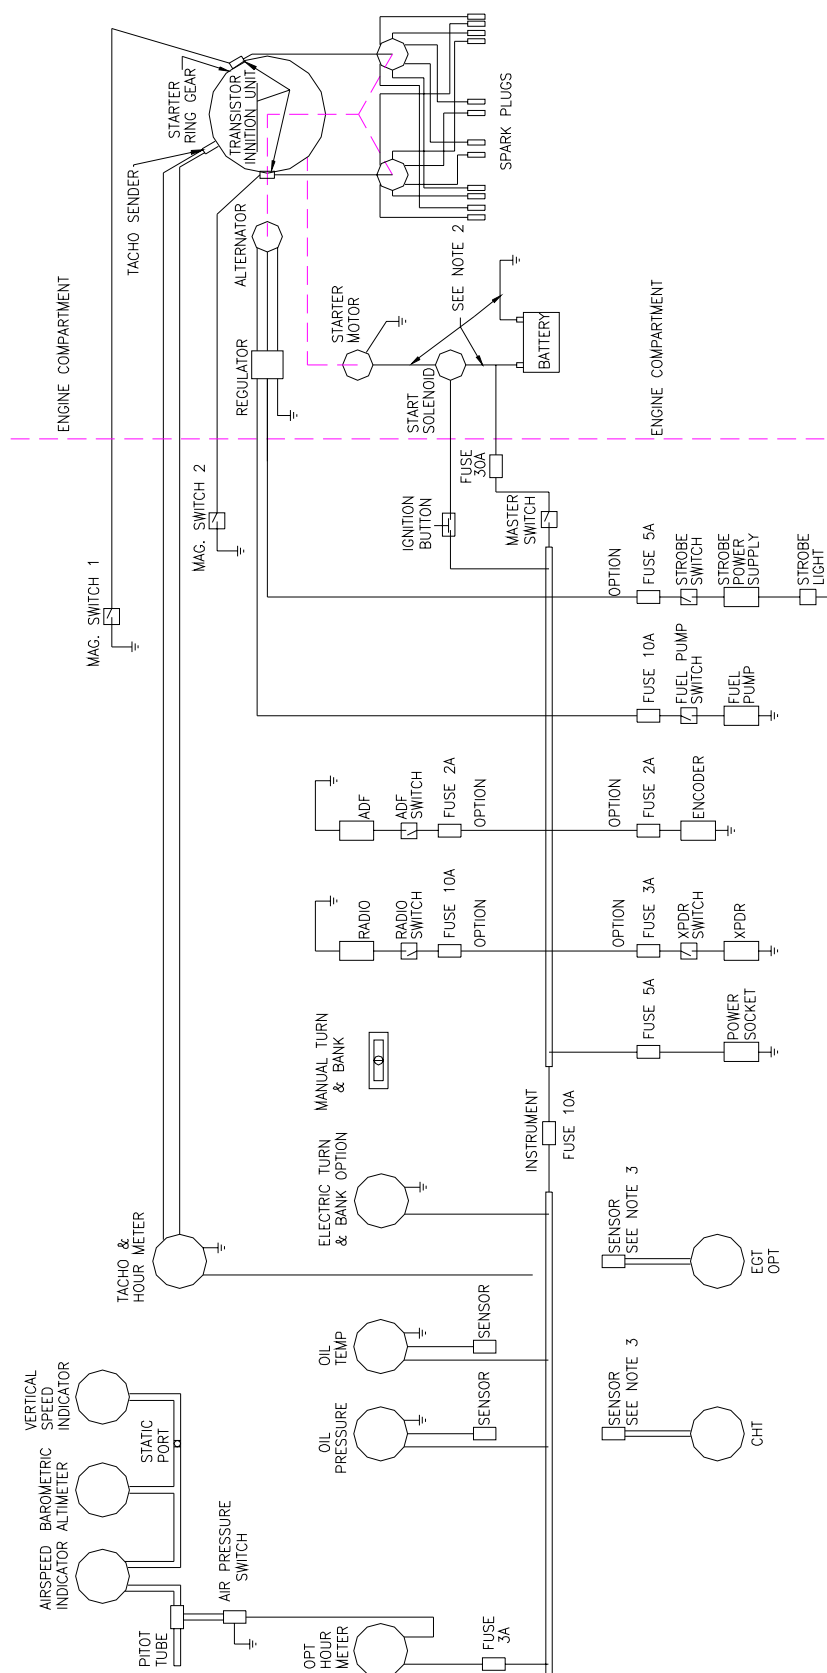 STARTER
RING GEAR
TRANSISTOR
INNITION UNIT
SPARK PLUGS
TACHO SENDER
ALTERNATOR
SEE NOTE 2
ENGINE COMPARTMENT
REGULATOR
STARTER
MOTOR
START
SOLENOID
BATTERY
ENGINE COMPARTMENT
MAG. SWITCH 1
MAG. SWITCH 2
IGNITION
BUTTON
FUSE
30A
MASTER
SWITCH
OPTION
FUSE 5A
STROBE
SWITCH
STROBE
POWER
SUPPLY
STROBE
LIGHT
FUSE 10A
FUEL PUMP
SWITCH
FUEL
PUMP
ADF
ADF
SWITCH
FUSE 2A
OPTION
OPTION
FUSE 2A
ENCODER
RADIO
RADIO
SWITCH
FUSE 10A
OPTION
OPTION
FUSE 3A
XPDR
SWITCH
XPDR
FUSE 5A
POWER
SOCKET
MANUAL TURN
& BANK
INSTRUMENT
FUSE 10A
ELECTRIC TURN
& BANK OPTION
TACHO &
HOUR METER
SENSOR
SEE NOTE 3
EGT
OPT
OIL
TEMP
SENSOR
OIL
PRESSURE
SENSOR
SENSOR
SEE NOTE 3
CHT
VERTICAL
SPEED
INDICATOR
STATIC
PORT
BAROMETRIC
ALTIMETER
AIRSPEED
INDICATOR
PITOT
TUBE
AIR PRESSURE
SWITCH
OPT
HOUR
METER
FUSE
3A